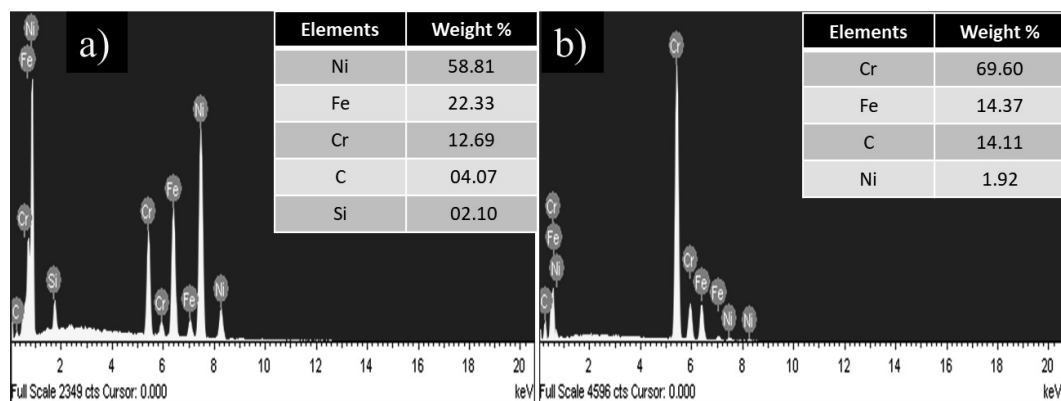 a)
Elements Weight %
Ni 58.81
Fe 22.33
Cr 12.69
C 04.07
Si 02.10
Ni
Fe
Cr
C
Si
Cr
Cr
Fe
Fe
Ni
Ni
2 4 6 8 10 12 14 16 18 20
Full Scale 2349 cts Cursor: 0.000 keV
b)
Elements Weight %
Cr 69.60
Fe 14.37
C 14.11
Ni 1.92
Cr
Fe
Ni
C
Cr
Cr
Fe
Fe
Ni
Ni
2 4 6 8 10 12 14 16 18 20
Full Scale 4596 cts Cursor: 0.000 keV